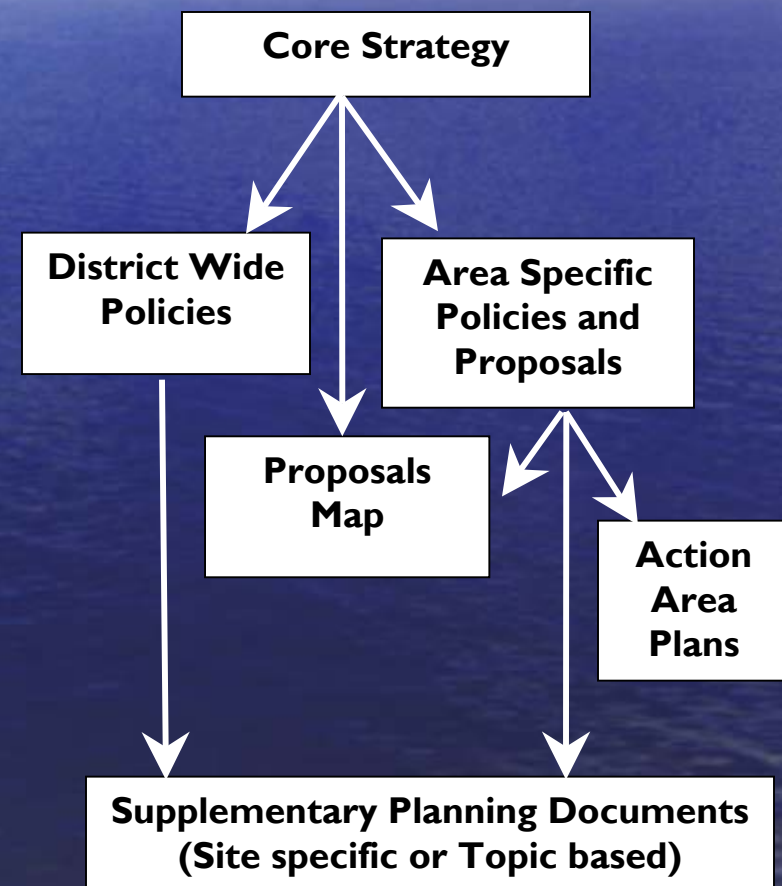 Core Strategy
District Wide
Policies
Area Specific
Policies and
Proposals
Proposals
Map
Action
Area
Plans
Supplementary Planning Documents
(Site specific or Topic based)